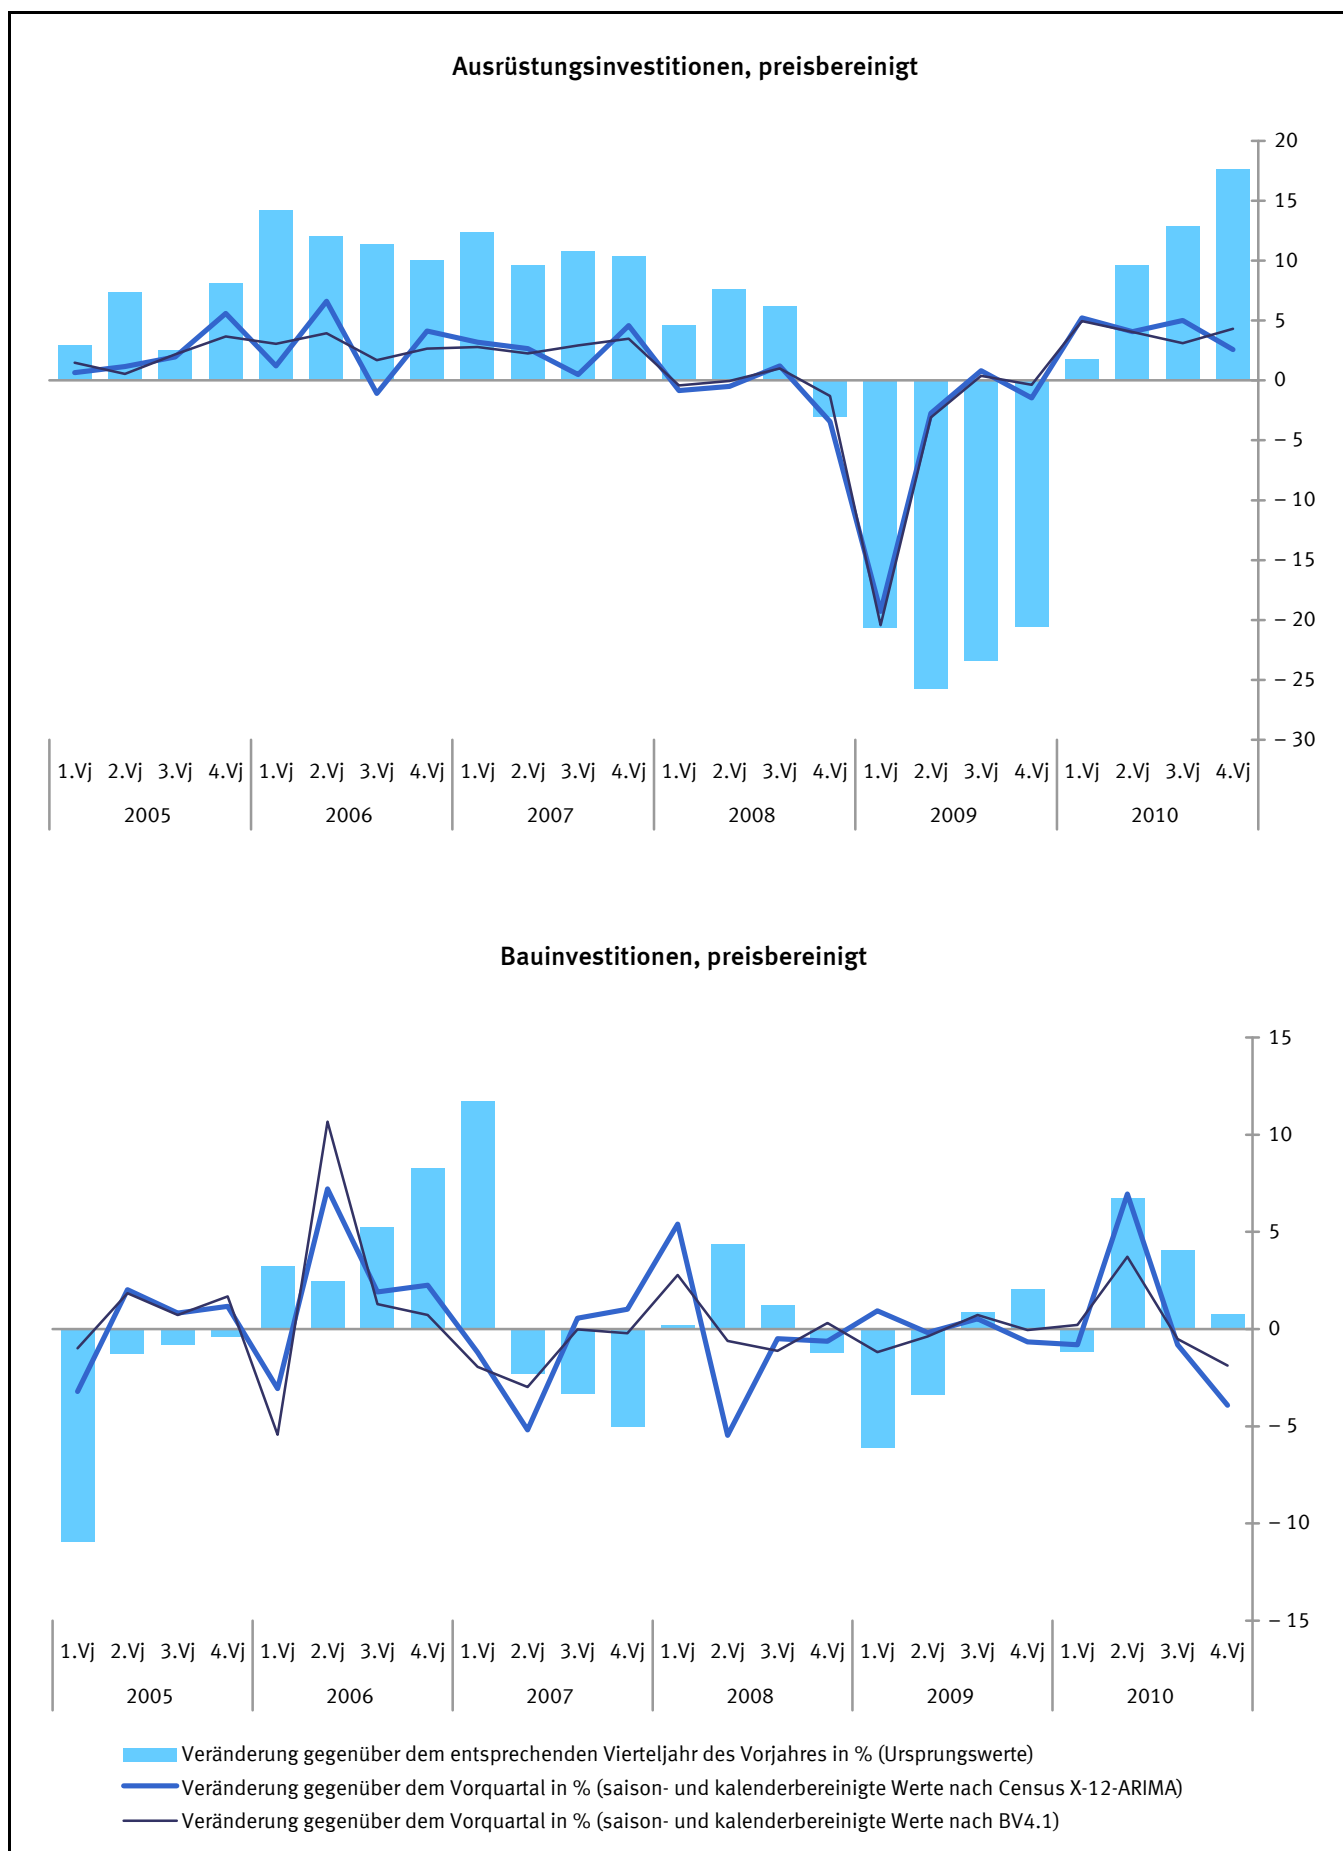 Ausrüstungsinvestitionen, preisbereinigt
20
15
10
5
0
– 5
– 10
– 15
– 20
– 25
– 30
1.Vj 2.Vj 3.Vj 4.Vj 1.Vj 2.Vj 3.Vj 4.Vj 1.Vj 2.Vj 3.Vj 4.Vj 1.Vj 2.Vj 3.Vj 4.Vj 1.Vj 2.Vj 3.Vj 4.Vj 1.Vj 2.Vj 3.Vj 4.Vj
2005 2006 2007 2008 2009 2010
Bauinvestitionen, preisbereinigt
15
10
5
0
– 5
– 10
– 15
1.Vj 2.Vj 3.Vj 4.Vj 1.Vj 2.Vj 3.Vj 4.Vj 1.Vj 2.Vj 3.Vj 4.Vj 1.Vj 2.Vj 3.Vj 4.Vj 1.Vj 2.Vj 3.Vj 4.Vj 1.Vj 2.Vj 3.Vj 4.Vj
2005 2006 2007 2008 2009 2010
Veränderung gegenüber dem entsprechenden Vierteljahr des Vorjahres in % (Ursprungswerte)
Veränderung gegenüber dem Vorquartal in % (saison- und kalenderbereinigte Werte nach Census X-12-ARIMA)
Veränderung gegenüber dem Vorquartal in % (saison- und kalenderbereinigte Werte nach BV4.1)